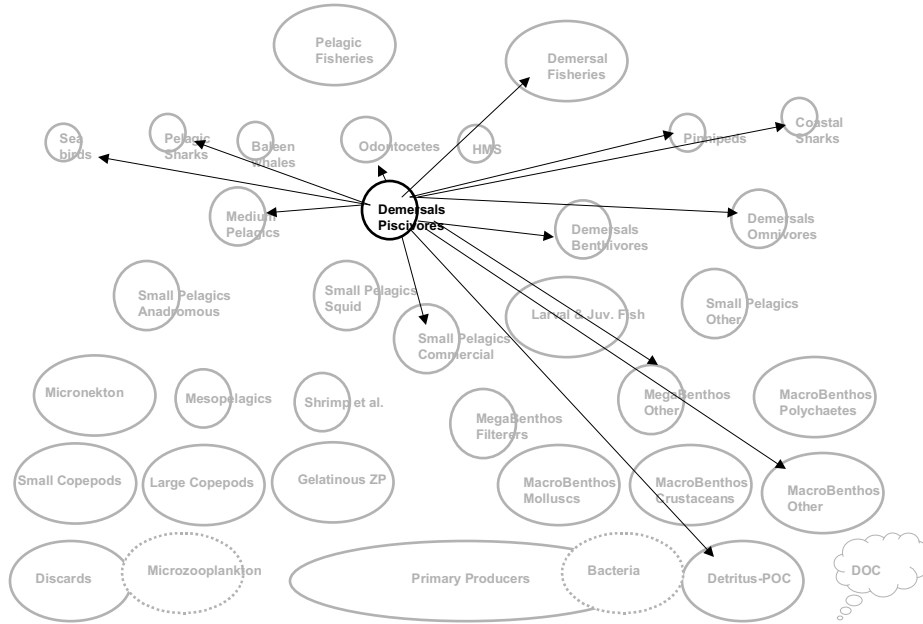 Pelagic
Fisheries
Demersal
Fisheries
Sea
birds
Pelagic
Sharks
Baleen
whales
Odontocetes
HMS
Pinnipeds
Coastal
Sharks
Medium
Pelagics
Demersals
Piscivores
Demersals
Benthivores
Demersals
Omnivores
Small Pelagics
Anadromous
Small Pelagics
Squid
Small Pelagics
Commercial
Larval & Juv. Fish
Small Pelagics
Other
Micronekton
Mesopelagics
Shrimp et al.
MegaBenthos
Filterers
MegaBenthos
Other
MacroBenthos
Polychaetes
Small Copepods
Large Copepods
Gelatinous ZP
MacroBenthos
Molluscs
MacroBenthos
Crustaceans
MacroBenthos
Other
Discards
Microzooplankton
Primary Producers
Bacteria
Detritus-POC
DOC